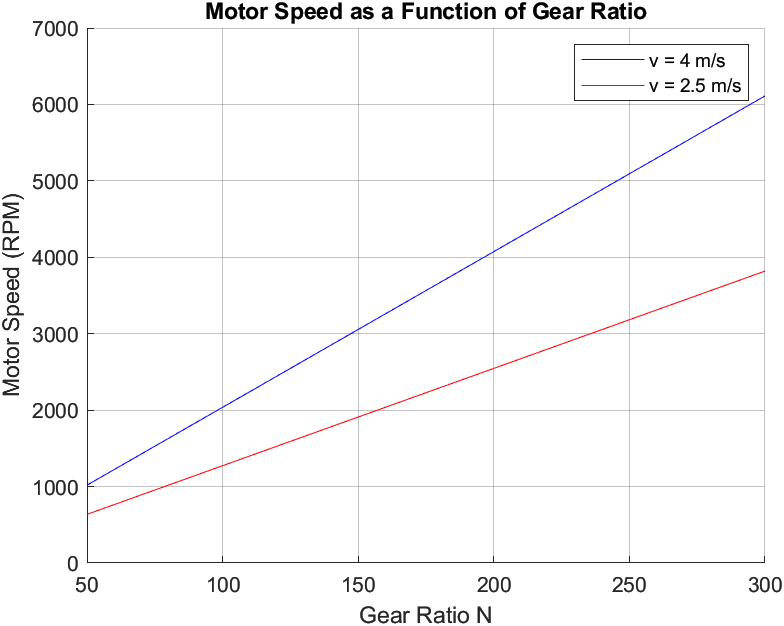 Motor Speed as a Function of Gear Ratio
7000
v = 4 m/s
v = 2.5 m/s
6000
5000
4000
3000
2000
1000
0
Motor Speed (RPM)
50 100 150 200 250 300
Gear Ratio N